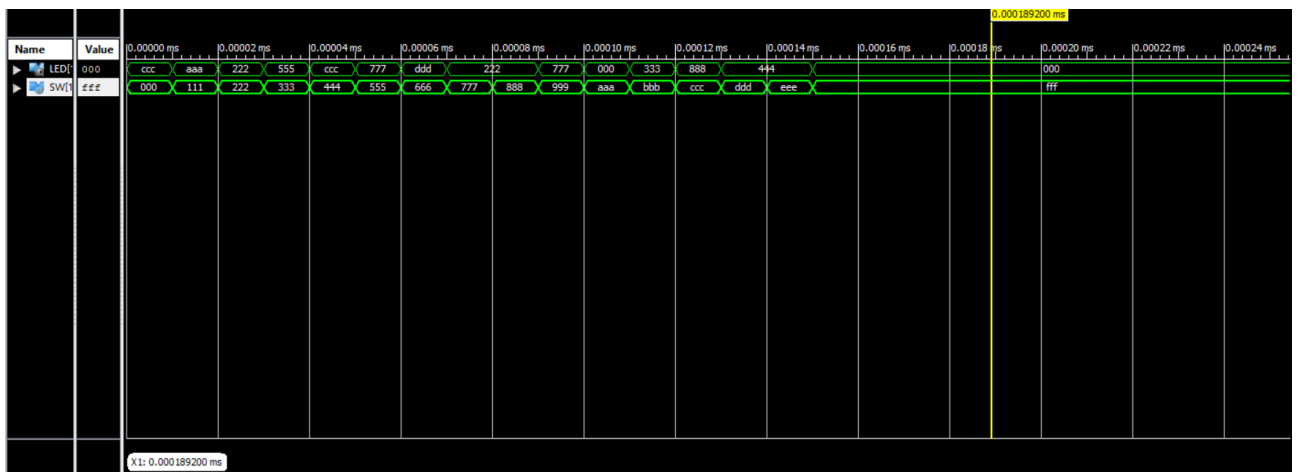 0.000189200 ms
Name Value 0.00000 ms 0.00002 ms 0.00004 ms 0.00006 ms 0.00008 ms 0.00010 ms 0.00012 ms 0.00014 ms 0.00016 ms 0.00018 ms 0.00020 ms 0.00022 ms 0.00024 ms
LED[ 000 ccc aaa 222 555 ccc 777 ddd 222 777 000 333 888 444 000
SW[1 fff 000 111 222 333 444 555 666 777 888 999 aaa bbb ccc ddd eee fff
X1: 0.000189200 ms